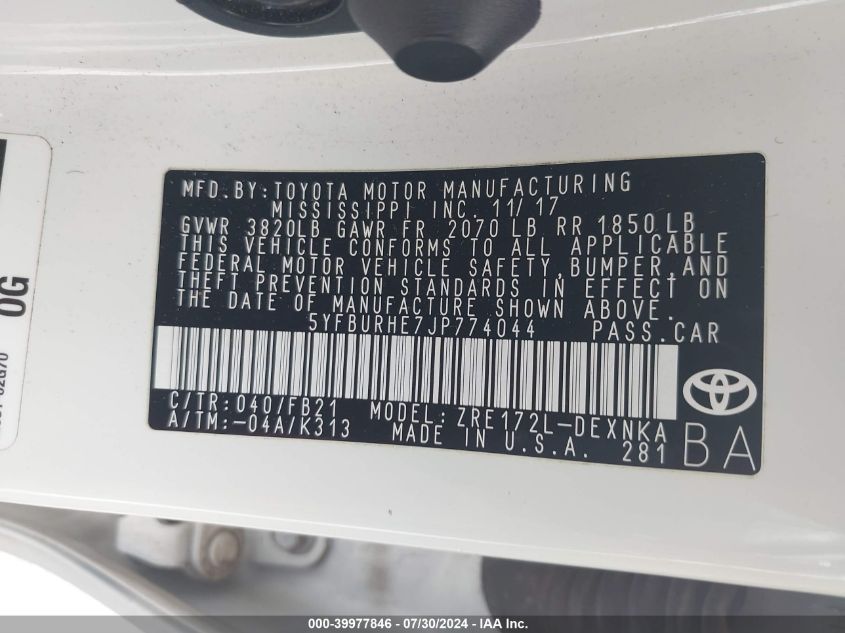 MFD.BY:TOYOTA MOTOR MANUFACTURING
MISSISSIPPI INC. 11/17
GVWR 3820LB GAWR FR 2070 LB RR 1850 LB
THIS VEHICLE CONFORMS TO ALL APPLICABLE
FEDERAL MOTOR VEHICLE SAFETY,BUMPER,AND
THEFT PREVENTION STANDARDS IN EFFECT ON
THE DATE OF MANUFACTURE SHOWN ABOVE.
5YFBURHE7JP774044 PASS.CAR
C/TR:040/FB21 MODEL:ZRE172L-DEXNKA
A/TM:-04A/K313 MADE IN U.S.A. 281
BA
0G
000-39977846 - 07/30/2024 - IAA Inc.